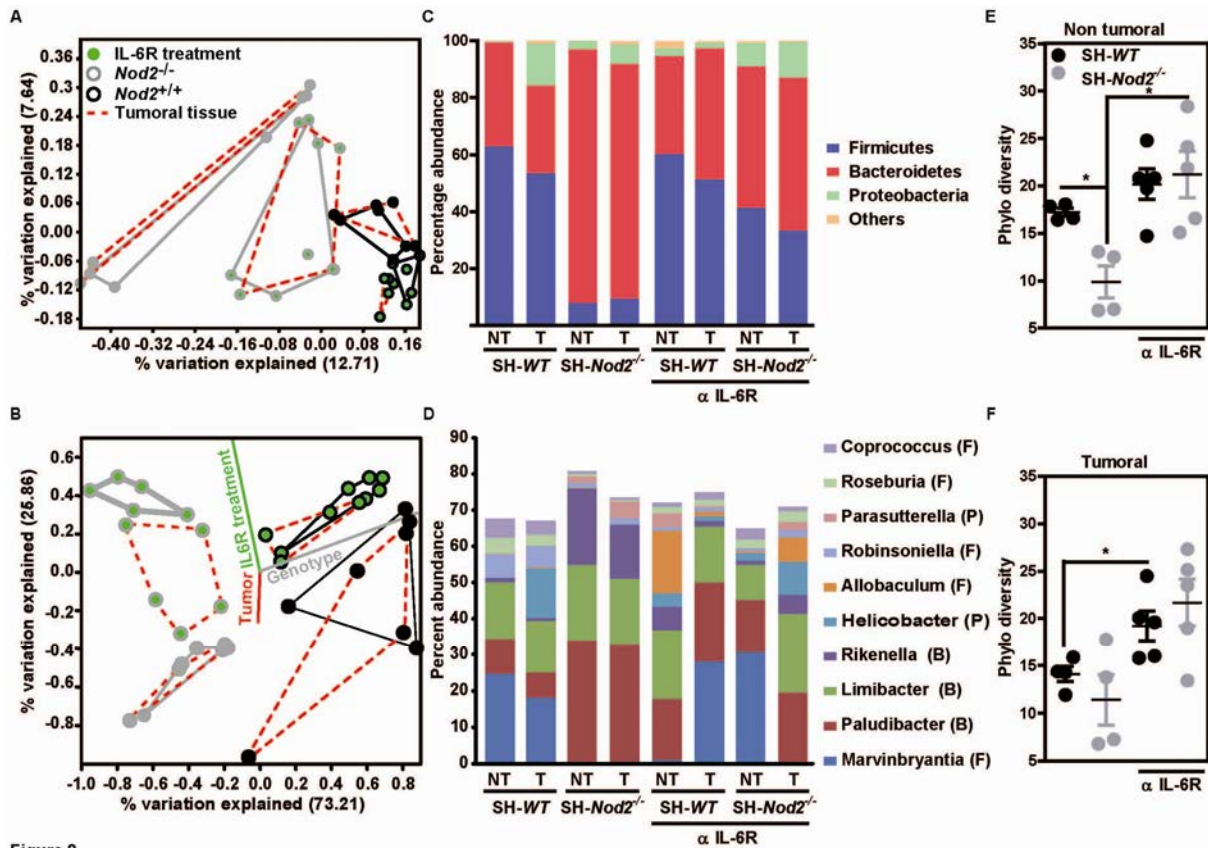 A
IL-6R treatment
Nod2-/-
Nod2+/+
Tumoral tissue
% variation explained (7.64)
0.36
0.3
0.24
0.18
0.12
0.06
0.00
-0.06
-0.12
-0.18
-0.40 -0.32 -0.24 -0.16 -0.08 0.00 0.08 0.16
% variation explained (12.71)
B
% variation explained (25.86)
0.6
0.4
0.2
0.0
-0.2
-0.4
-0.6
-0.8
IL6R treatment
Tumor
Genotype
-1.0 -0.8 -0.6 -0.4 -0.2 0.0 0.2 0.4 0.6 0.8
% variation explained (73.21)
C
Percentage abundance
100
80
60
40
20
NT T NT T NT T NT T
SH-WT SH-Nod2-/- SH-WT SH-Nod2-/-
α IL-6R
Firmicutes
Bacteroidetes
Proteobacteria
Others
D
Percent abundance
90
80
70
60
50
40
30
20
10
0
NT T NT T NT T NT T
SH-WT SH-Nod2-/- SH-WT SH-Nod2-/-
α IL-6R
Coprococcus (F)
Roseburia (F)
Parasutterella (P)
Robinsoniella (F)
Allobaculum (F)
Helicobacter (P)
Rikenella (B)
Limibacter (B)
Paludibacter (B)
Marvinbryantia (F)
E
Non tumoral
SH-WT
SH-Nod2-/-
Phylo diversity
35
30
25
20
15
10
5
*
*
α IL-6R
F
Tumoral
Phylo diversity
35
30
25
20
15
10
5
*
α IL-6R